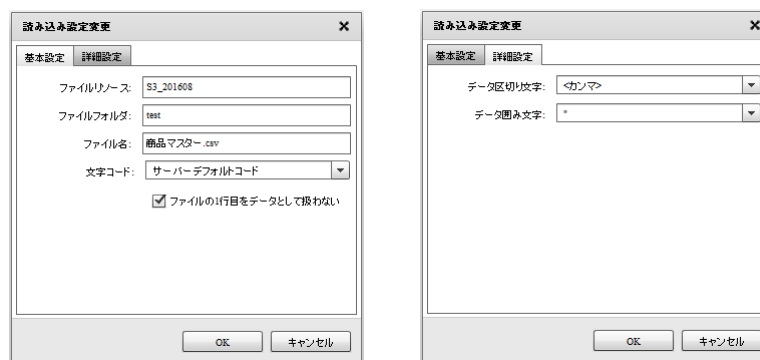 読み込み設定変更
×
基本設定 詳細設定
ファイルリソース: S3_201608
ファイルフォルダ: test
ファイル名: 商品マスター.csv
文字コード: サーバーデフォルトコード
ファイルの1行目をデータとして扱わない
OK キャンセル
読み込み設定変更
×
基本設定 詳細設定
データ区切り文字: <カンマ>
データ囲み文字: "
OK キャンセル